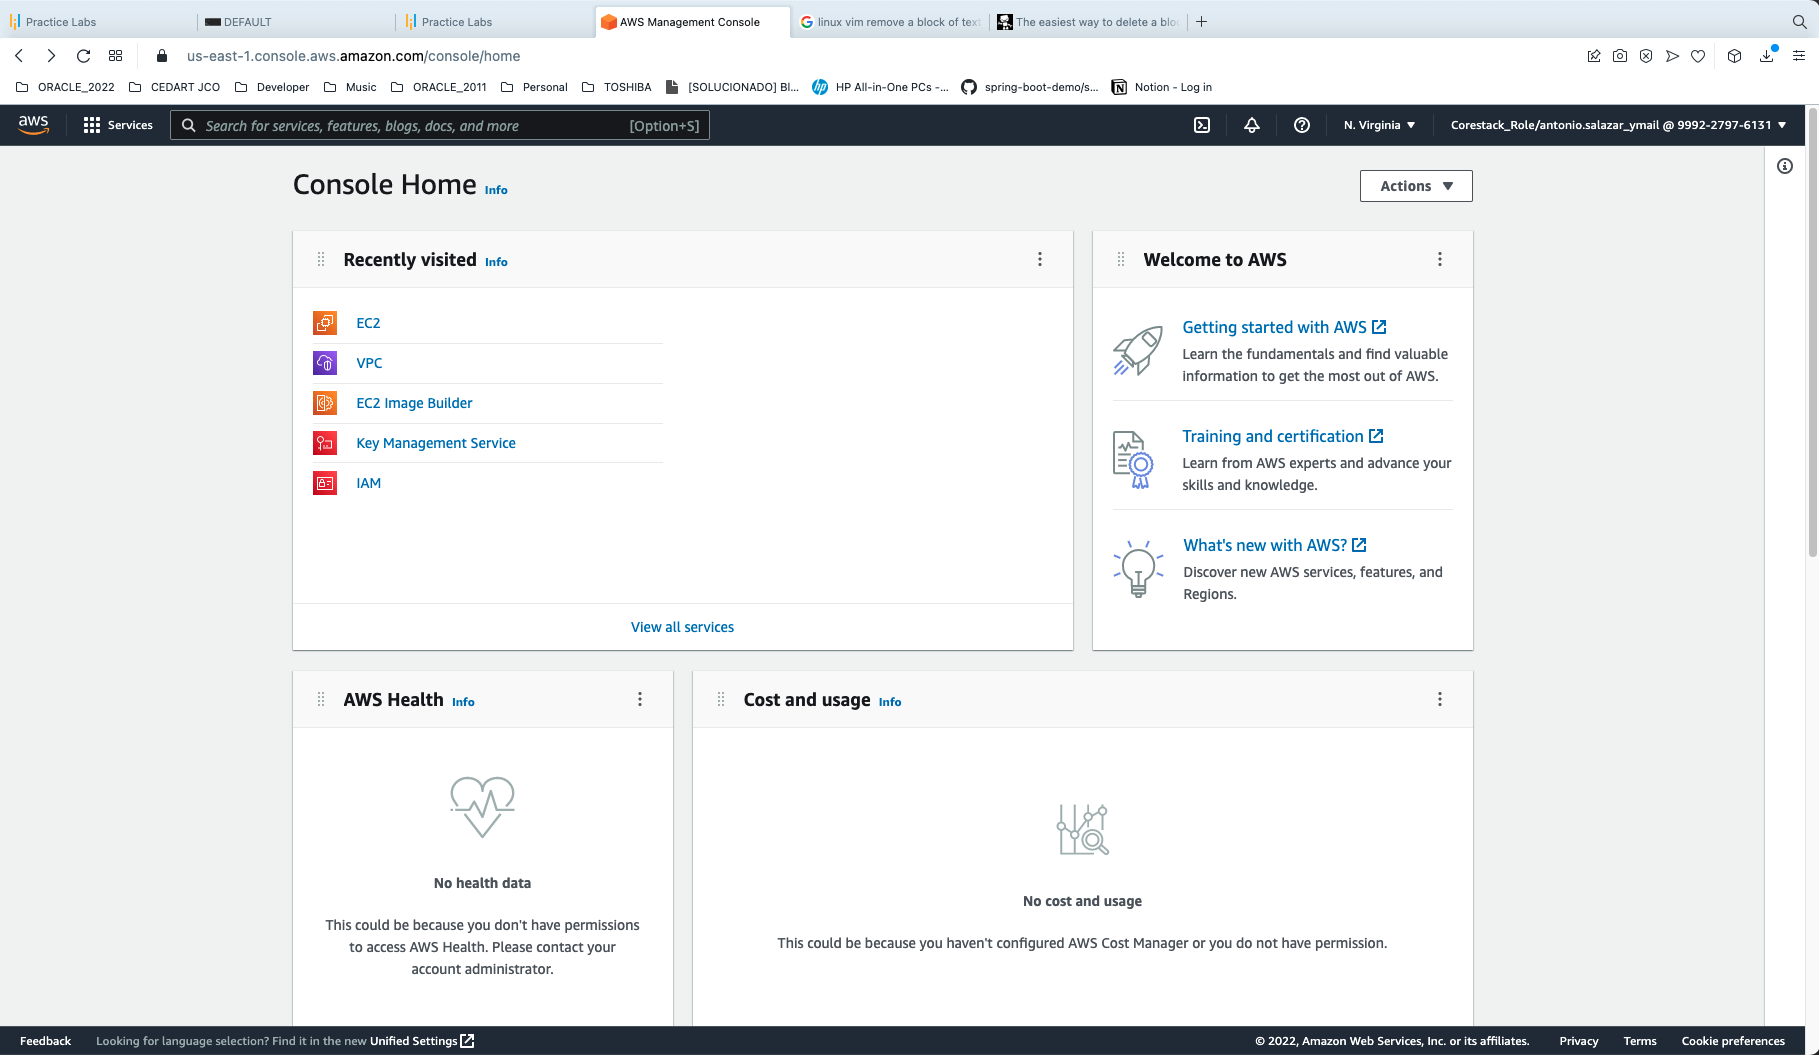 Practice Labs
DEFAULT
Practice Labs
AWS Management Console
linux vim remove a block of tex
The easiest way to delete a blo
us-east-1.console.aws.amazon.com/console/home
ORACLE_2022
CEDART JCO
Developer
Music
ORACLE_2011
Personal
TOSHIBA
[SOLUCIONADO] Bl...
HP All-in-One PCs -...
spring-boot-demo/s...
Notion - Log in
aws
Services
Search for services, features, blogs, docs, and more
[Option+S]
N. Virginia
Corestack_Role/antonio.salazar_ymail @ 9992-2797-6131
Console Home Info
Actions
Recently visited Info
EC2
VPC
EC2 Image Builder
Key Management Service
IAM
View all services
Welcome to AWS
Getting started with AWS
Learn the fundamentals and find valuable
information to get the most out of AWS.
Training and certification
Learn from AWS experts and advance your
skills and knowledge.
What's new with AWS?
Discover new AWS services, features, and
Regions.
AWS Health Info
No health data
This could be because you don't have permissions
to access AWS Health. Please contact your
account administrator.
Cost and usage Info
No cost and usage
This could be because you haven't configured AWS Cost Manager or you do not have permission.
Feedback
Looking for language selection? Find it in the new Unified Settings
© 2022, Amazon Web Services, Inc. or its affiliates.
Privacy
Terms
Cookie preferences